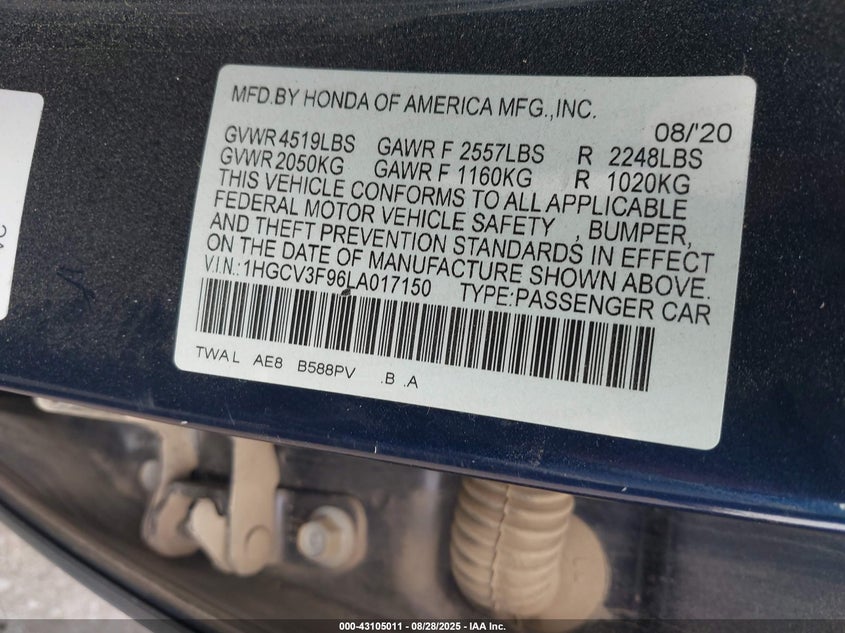 MFD.BY HONDA OF AMERICA MFG.,INC.
08/'20
GVWR 4519LBS GAWR F 2557LBS R 2248LBS
GVWR 2050KG GAWR F 1160KG R 1020KG
THIS VEHICLE CONFORMS TO ALL APPLICABLE
FEDERAL MOTOR VEHICLE SAFETY , BUMPER,
AND THEFT PREVENTION STANDARDS IN EFFECT
ON THE DATE OF MANUFACTURE SHOWN ABOVE.
V.I.N.:1HGCV3F96LA017150 TYPE:PASSENGER CAR
TWAL AE8 B588PV .B .A
000-43105011 | 08/28/2025 - IAA Inc.